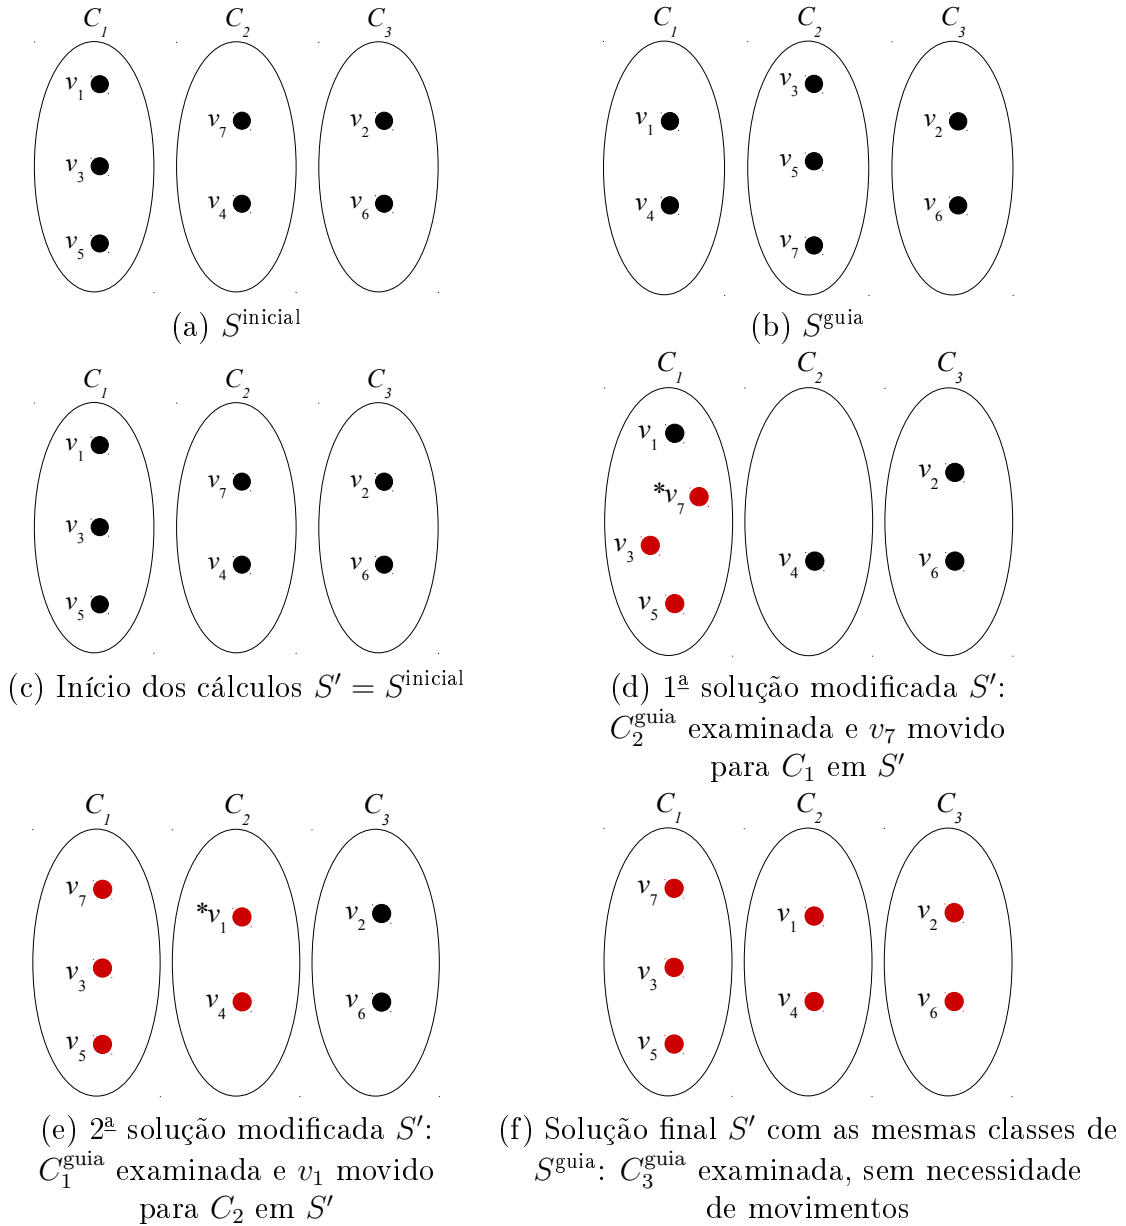 C1 C2 C3
v1
v7 v2
v3
v4 v6
v5
(a) S^inicial
C1 C2 C3
v3
v1 v2
v5
v4 v6
v7
(b) S^guia
C1 C2 C3
v1
v7 v2
v3
v4 v6
v5
(c) Início dos cálculos S′ = S^inicial
C1 C2 C3
v1
v2
*v7
v3
v4 v6
v5
(d) 1ª solução modificada S′:
C2^guia examinada e v7 movido
para C1 em S′
C1 C2 C3
v7
*v1 v2
v3
v4 v6
v5
(e) 2ª solução modificada S′:
C1^guia examinada e v1 movido
para C2 em S′
C1 C2 C3
v7
v1 v2
v3
v4 v6
v5
(f) Solução final S′ com as mesmas classes de
S^guia: C3^guia examinada, sem necessidade
de movimentos